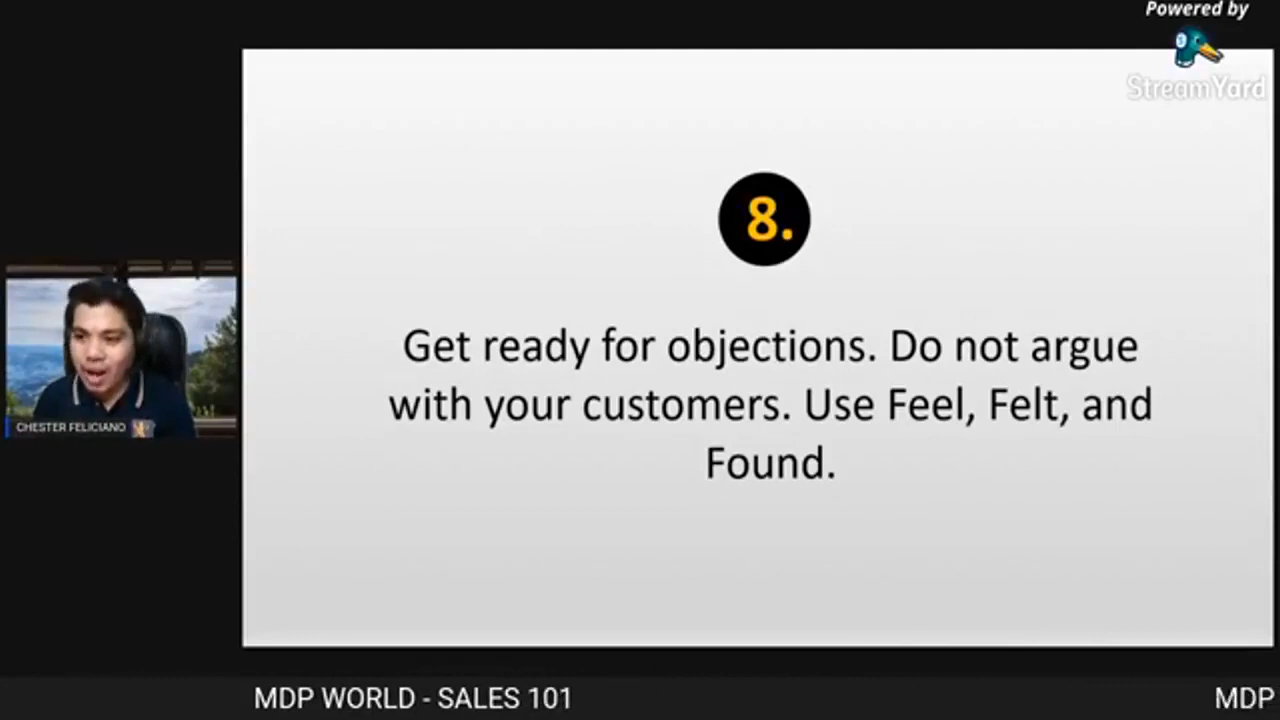 Powered by
StreamYard
8.
Get ready for objections. Do not argue
with your customers. Use Feel, Felt, and
Found.
CHESTER FELICIANO
MDP WORLD - SALES 101
MDP